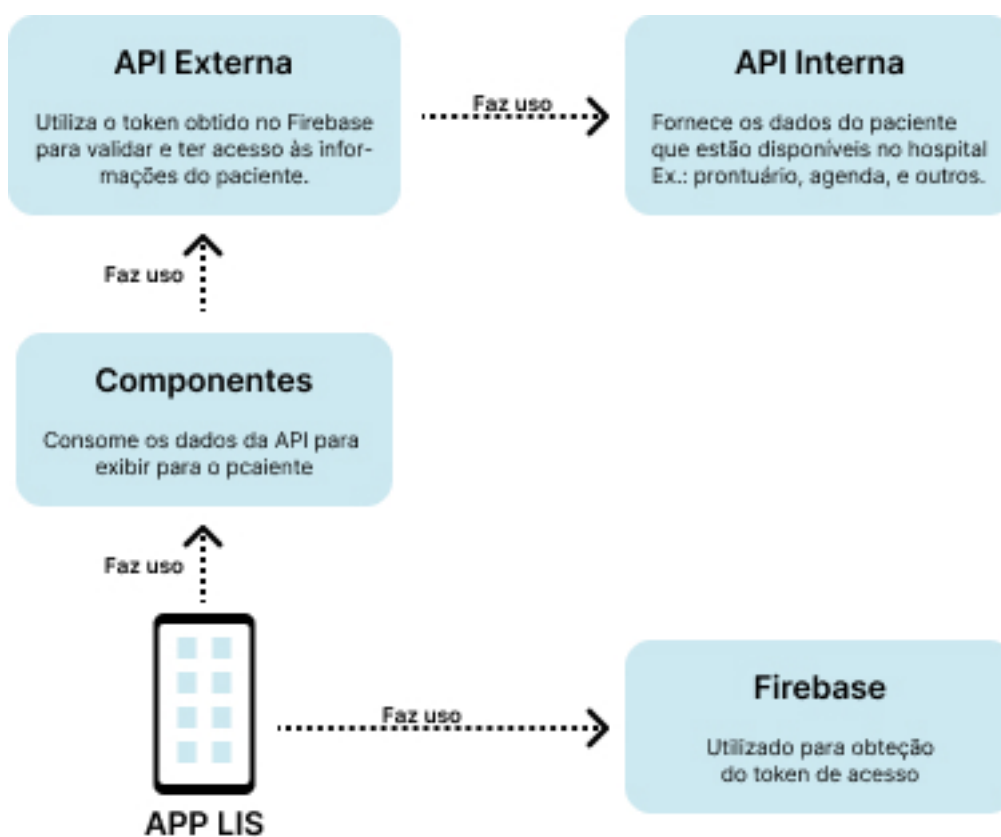 API Externa
Utiliza o token obtido no Firebase
para validar e ter acesso às infor-
mações do paciente.
Faz uso
API Interna
Fornece os dados do paciente
que estão disponíveis no hospital
Ex.: prontuário, agenda, e outros.
Faz uso
Componentes
Consome os dados da API para
exibir para o pcaiente
Faz uso
APP LIS
Faz uso
Firebase
Utilizado para obteção
do token de acesso